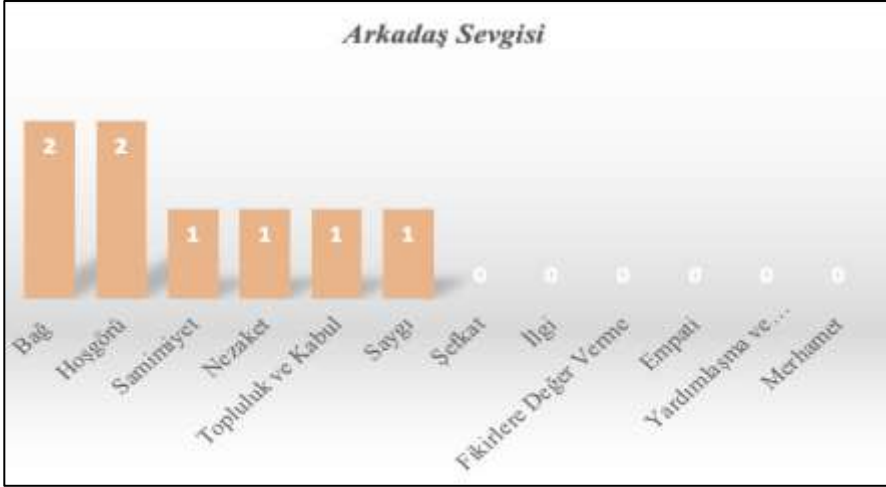 Arkadaş Sevgisi
2
2
1
1
1
1
0
0
0
0
0
0
Bağ
Hoşgörü
Samimiyet
Nezaket
Topluluk ve Kabul
Saygı
Şefkat
İlgi
Fikirlere Değer Verme
Empati
Yardımlaşma ve…
Merhamet